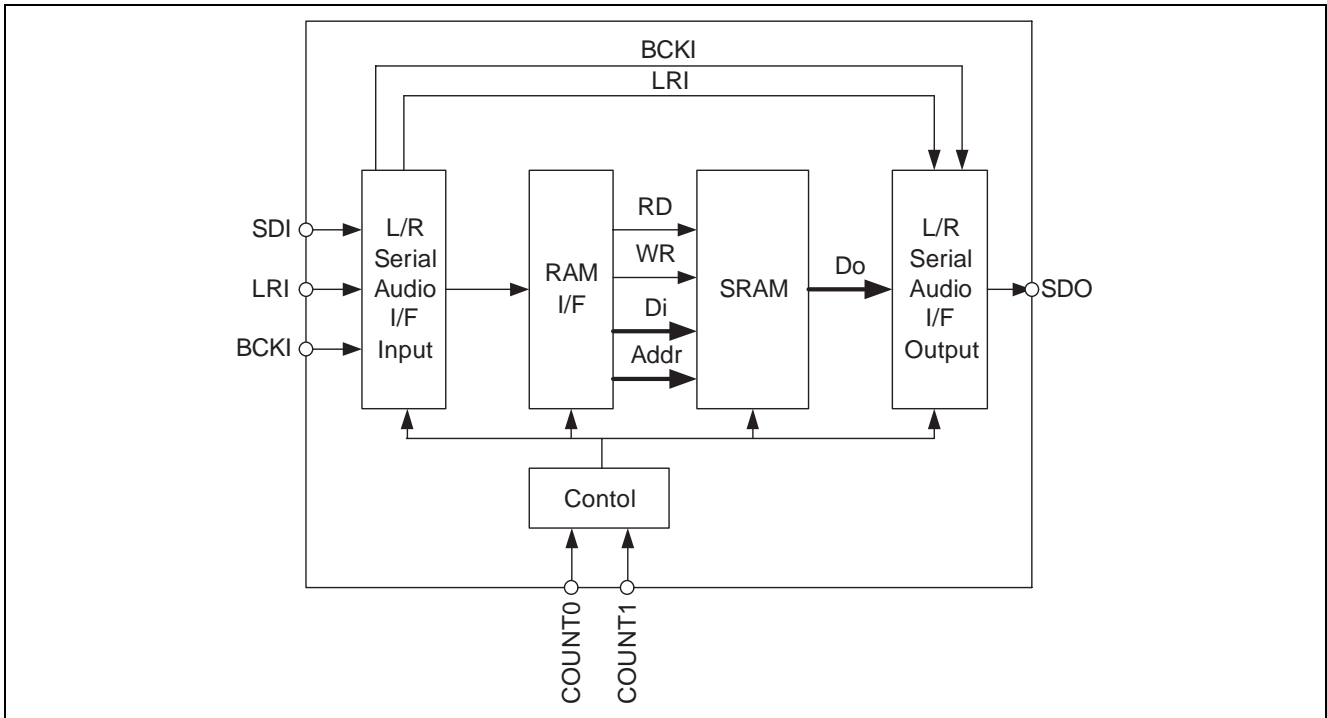 BCKI
LRI
SDI
LRI
BCKI
L/R
Serial
Audio
I/F
Input
RAM
I/F
RD
WR
Di
Addr
SRAM
Do
L/R
Serial
Audio
I/F
Output
SDO
Contol
COUNT0
COUNT1